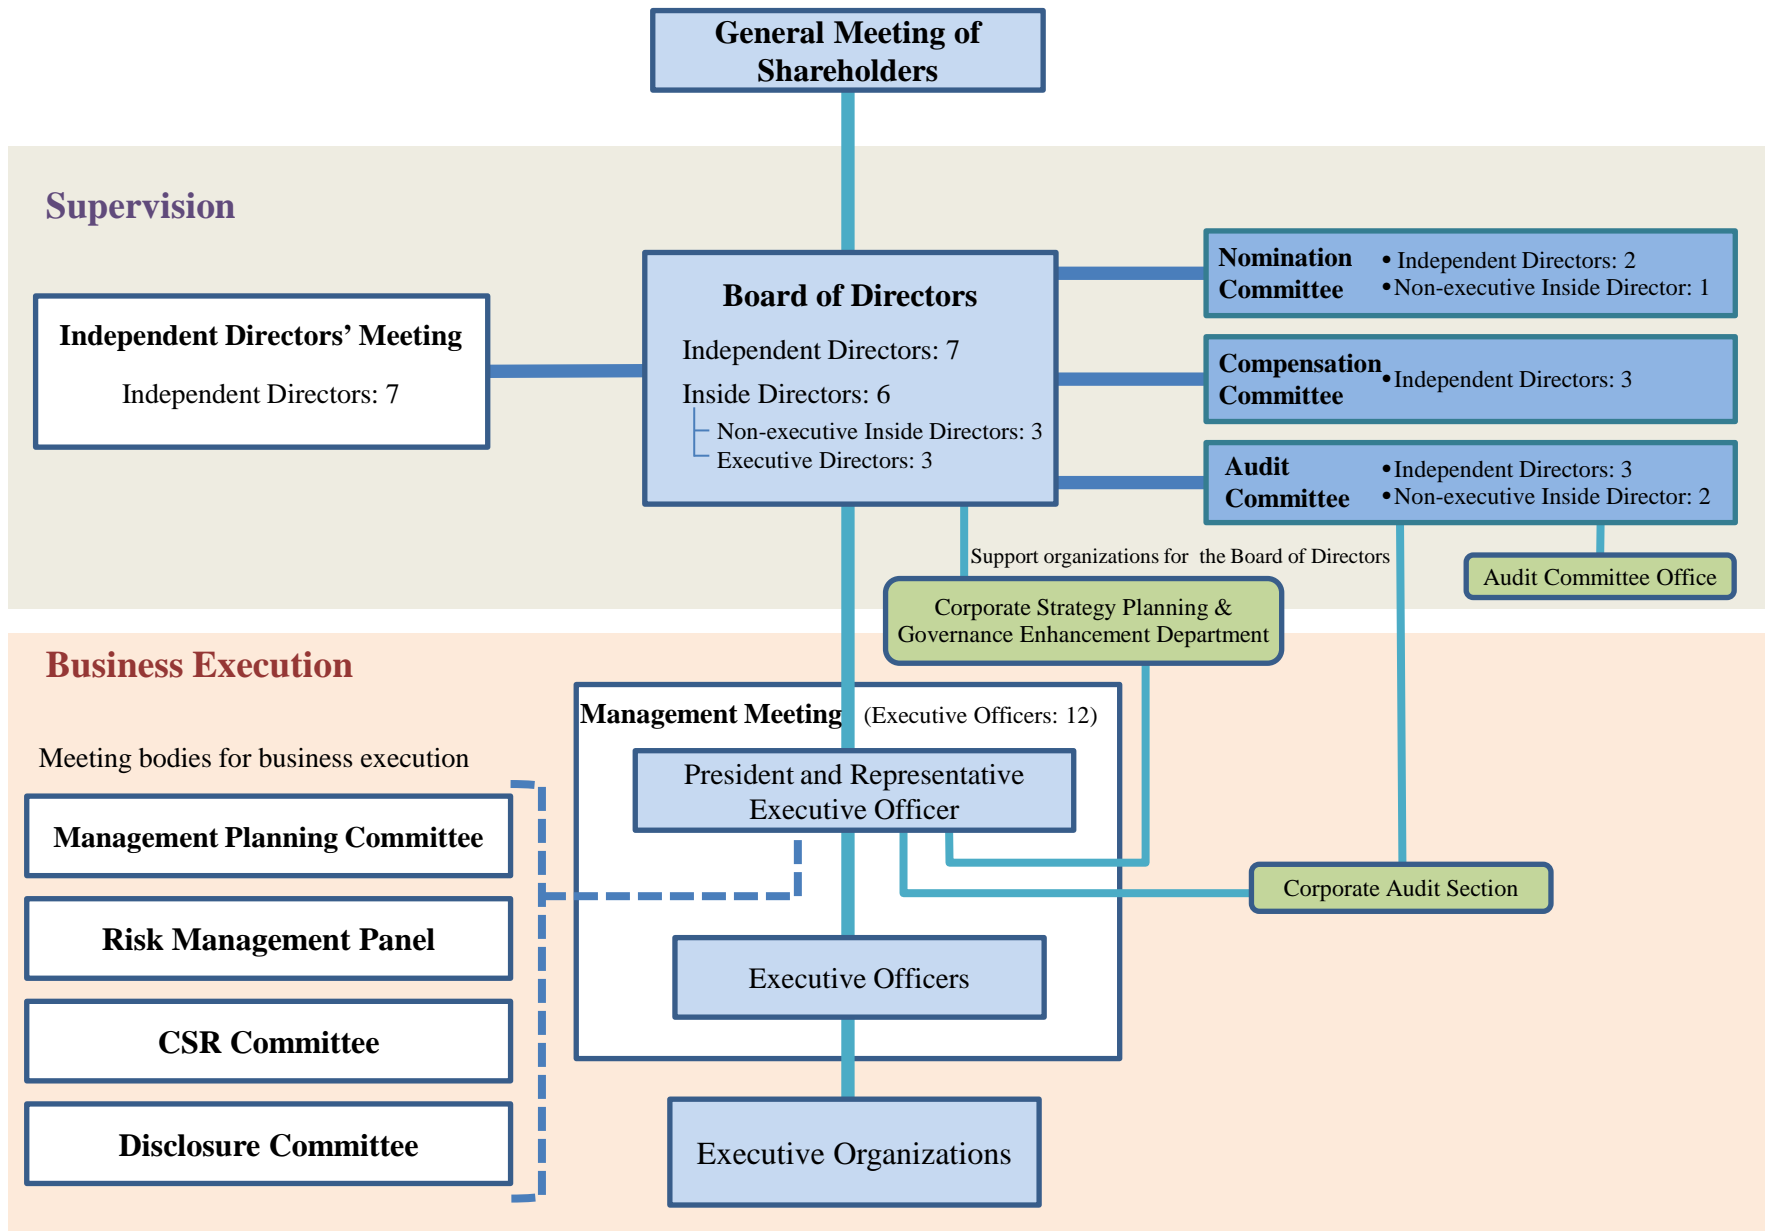 General Meeting of
Shareholders
Supervision
Independent Directors’ Meeting
Independent Directors: 7
Board of Directors
Independent Directors: 7
Inside Directors: 6
Non-executive Inside Directors: 3
Executive Directors: 3
Nomination
Committee
• Independent Directors: 2
• Non-executive Inside Director: 1
Compensation
Committee
• Independent Directors: 3
Audit
Committee
• Independent Directors: 3
• Non-executive Inside Director: 2
Support organizations for the Board of Directors
Audit Committee Office
Corporate Strategy Planning &
Governance Enhancement Department
Business Execution
Management Meeting (Executive Officers: 12)
Meeting bodies for business execution
President and Representative
Executive Officer
Management Planning Committee
Corporate Audit Section
Risk Management Panel
Executive Officers
CSR Committee
Disclosure Committee
Executive Organizations